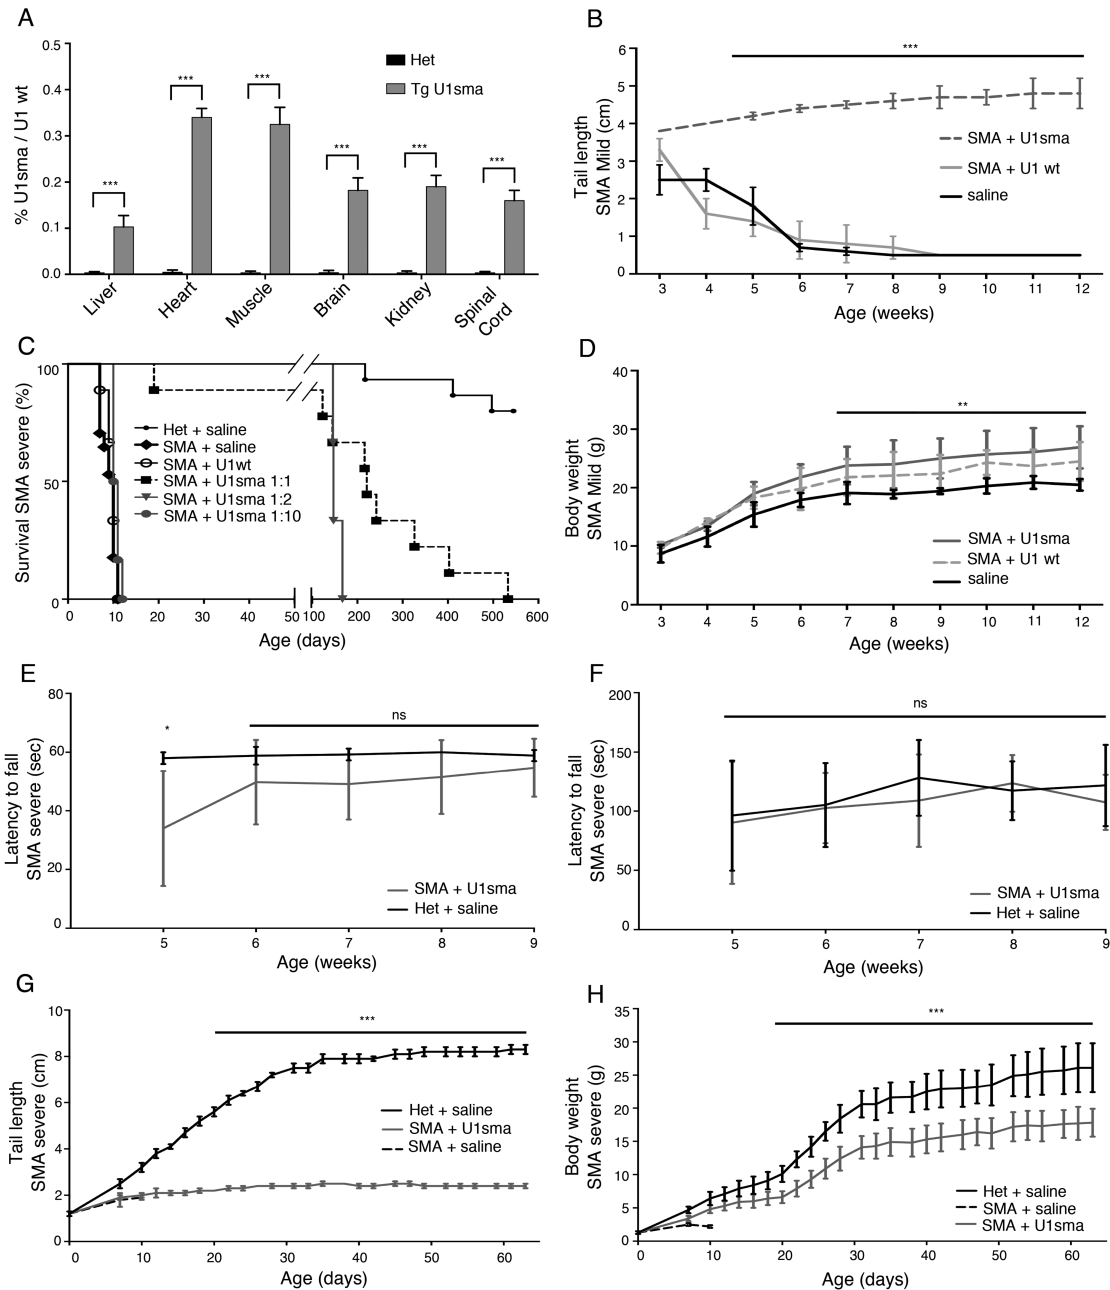 A
% U1sma / U1 wt
0.5
0.4
0.3
0.2
0.1
0.0
Het
Tg U1sma
***
***
***
***
***
***
Liver
Heart
Muscle
Brain
Kidney
Spinal
Cord
B
Tail length
SMA Mild (cm)
6
5
4
3
2
1
0
***
SMA + U1sma
SMA + U1 wt
saline
3 4 5 6 7 8 9 10 11 12
Age (weeks)
C
Survival SMA severe (%)
100
50
0
Het + saline
SMA + saline
SMA + U1wt
SMA + U1sma 1:1
SMA + U1sma 1:2
SMA + U1sma 1:10
0 10 20 30 40 50 100 200 300 400 500 600
Age (days)
D
Body weight
SMA Mild (g)
40
30
20
10
0
**
SMA + U1sma
SMA + U1 wt
saline
3 4 5 6 7 8 9 10 11 12
Age (weeks)
E
Latency to fall
SMA severe (sec)
80
60
40
20
0
*
ns
SMA + U1sma
Het + saline
5 6 7 8 9
Age (weeks)
F
Latency to fall
SMA severe (sec)
200
150
100
50
0
ns
SMA + U1sma
Het + saline
5 6 7 8 9
Age (weeks)
G
Tail length
SMA severe (cm)
10
8
6
4
2
0
***
Het + saline
SMA + U1sma
SMA + saline
0 10 20 30 40 50 60
Age (days)
H
Body weight
SMA severe (g)
35
30
25
20
15
10
5
0
***
Het + saline
SMA + saline
SMA + U1sma
0 10 20 30 40 50 60
Age (days)